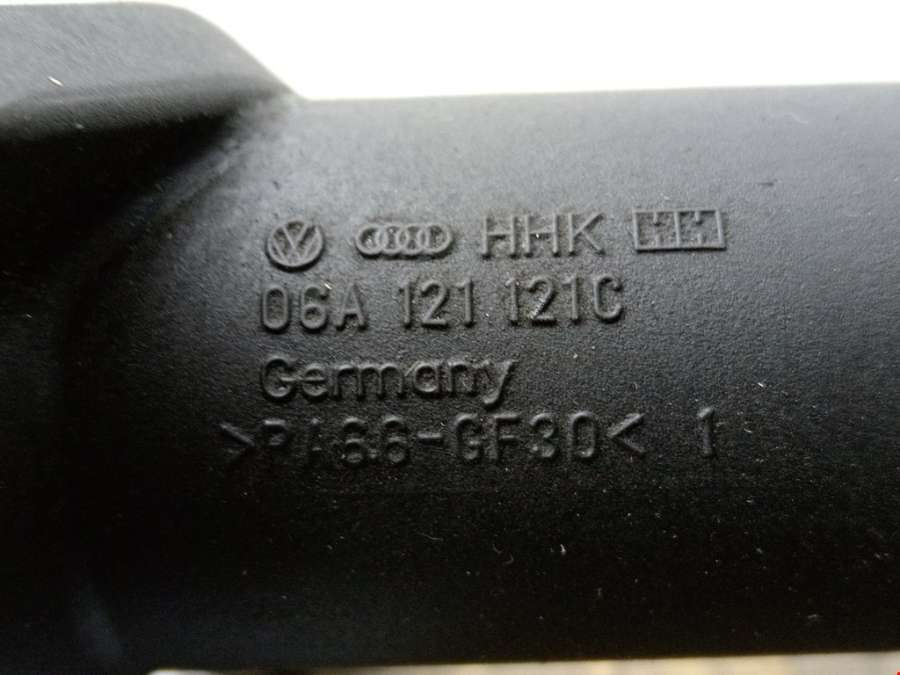 HHK
06A 121 121C
Germany
>PA66-GF30< 1